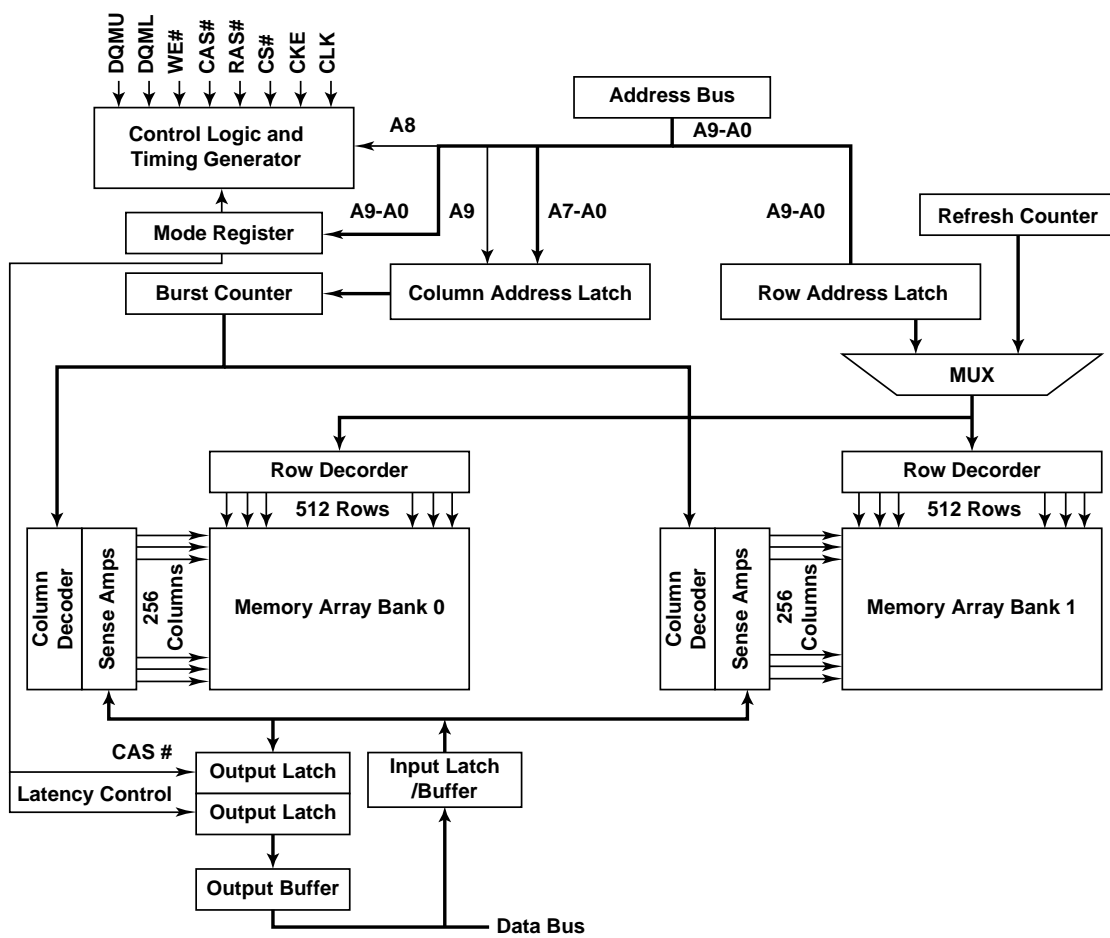 DQMU
DQML
WE#
CAS#
RAS#
CS#
CKE
CLK
Address Bus
A9-A0
Control Logic and
Timing Generator
A8
A9-A0
A9
A7-A0
A9-A0
Mode Register
Refresh Counter
Burst Counter
Column Address Latch
Row Address Latch
MUX
Row Decorder
Row Decorder
512 Rows
512 Rows
Column
Decoder
Sense Amps
256
Columns
Memory Array Bank 0
Column
Decoder
Sense Amps
256
Columns
Memory Array Bank 1
CAS #
Output Latch
Input Latch
/Buffer
Latency Control
Output Latch
Output Buffer
Data Bus